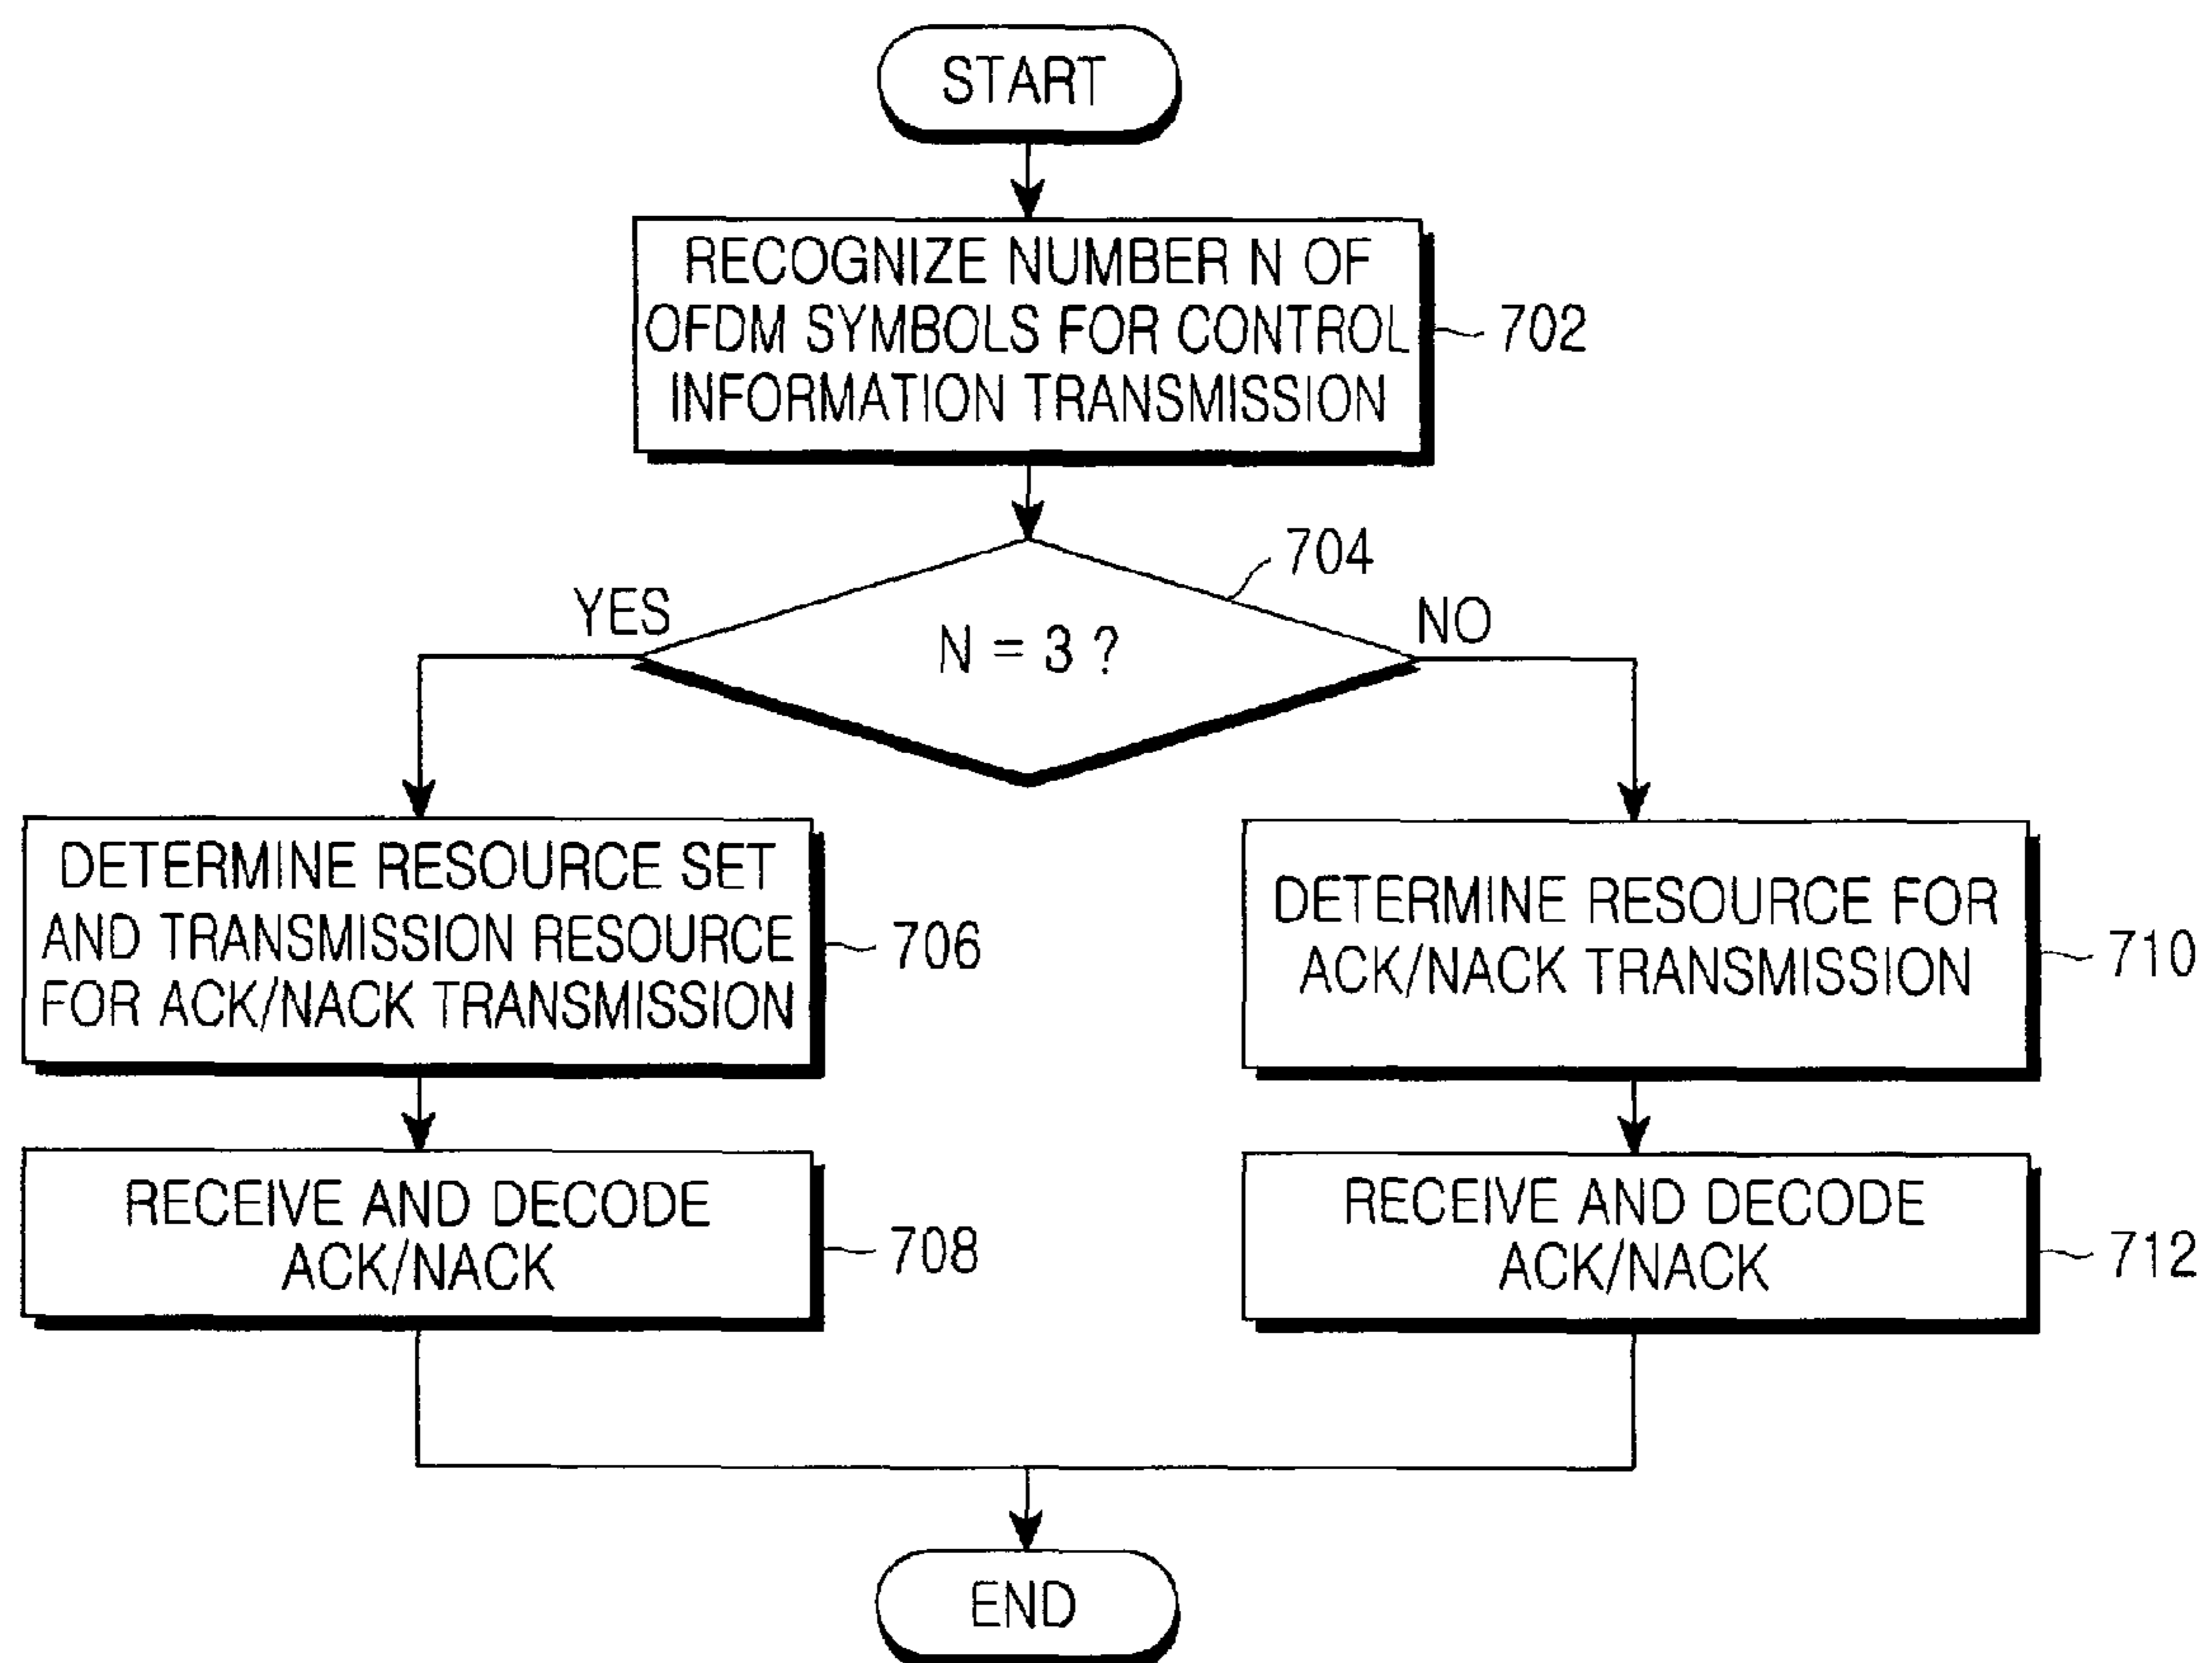 START
RECOGNIZE NUMBER N OF
OFDM SYMBOLS FOR CONTROL
INFORMATION TRANSMISSION
702
704
YES
N = 3 ?
NO
DETERMINE RESOURCE SET
AND TRANSMISSION RESOURCE
FOR ACK/NACK TRANSMISSION
706
DETERMINE RESOURCE FOR
ACK/NACK TRANSMISSION
710
RECEIVE AND DECODE
ACK/NACK
708
RECEIVE AND DECODE
ACK/NACK
712
END